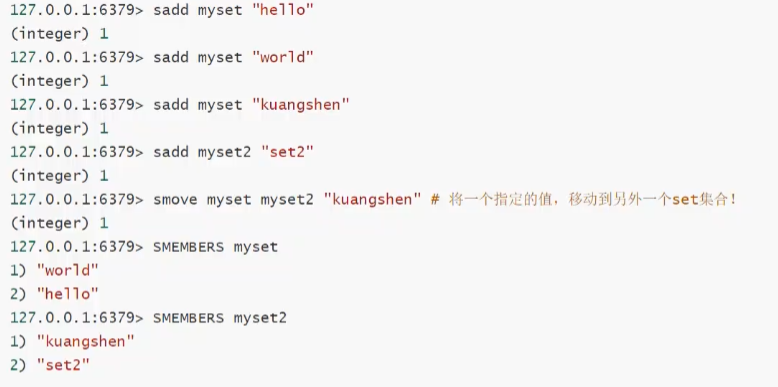 127.0.0.1:6379> sadd myset "hello"
(integer) 1
127.0.0.1:6379> sadd myset "world"
(integer) 1
127.0.0.1:6379> sadd myset "kuangshen"
(integer) 1
127.0.0.1:6379> sadd myset2 "set2"
(integer) 1
127.0.0.1:6379> smove myset myset2 "kuangshen" # 将一个指定的值，移动到另外一个set集合！
(integer) 1
127.0.0.1:6379> SMEMBERS myset
1) "world"
2) "hello"
127.0.0.1:6379> SMEMBERS myset2
1) "kuangshen"
2) "set2"